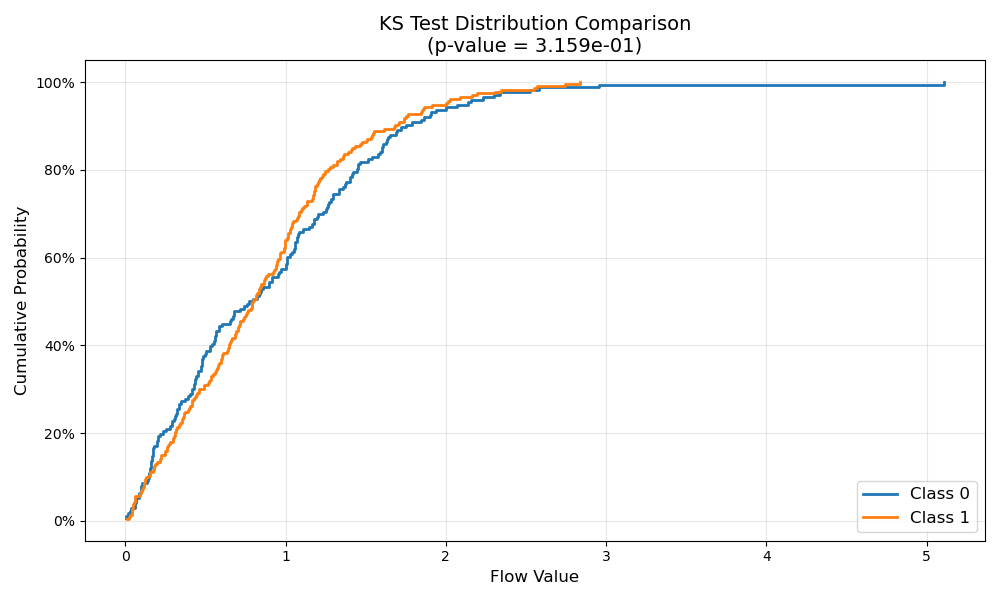 KS Test Distribution Comparison
(p-value = 3.159e-01)
Cumulative Probability
100%
80%
60%
40%
20%
0%
Class 0
Class 1
0 1 2 3 4 5
Flow Value